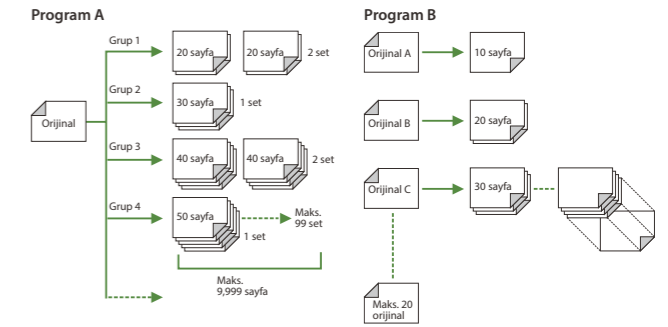 Program A
Orijinal
Grup 1
20 sayfa
20 sayfa
2 set
Grup 2
30 sayfa
1 set
Grup 3
40 sayfa
40 sayfa
2 set
Grup 4
50 sayfa
1 set
Maks.
99 set
Maks.
9,999 sayfa
Program B
Orijinal A
10 sayfa
Orijinal B
20 sayfa
Orijinal C
30 sayfa
Maks. 20
orijinal